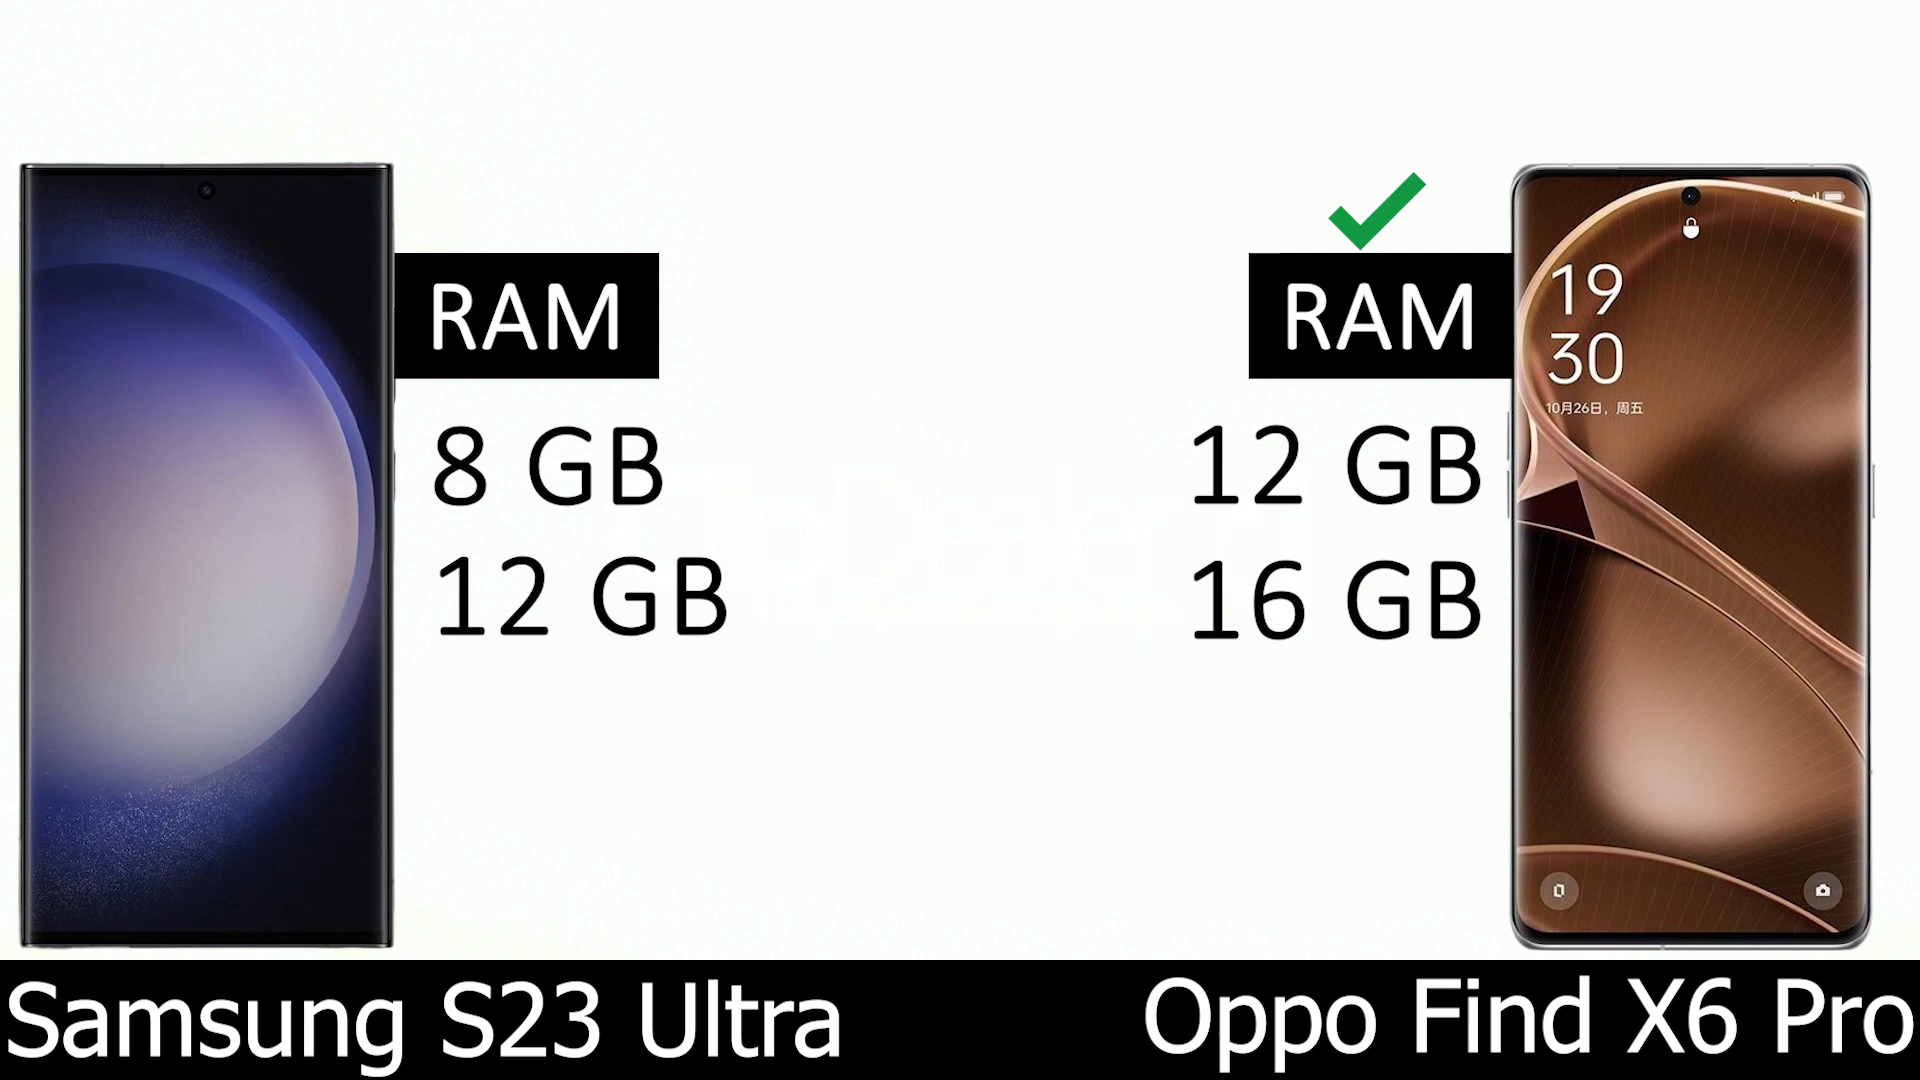 RAM
8 GB
12 GB
RAM
12 GB
16 GB
19
30
10月26日，周五
ClipDealer
Samsung S23 Ultra
Oppo Find X6 Pro